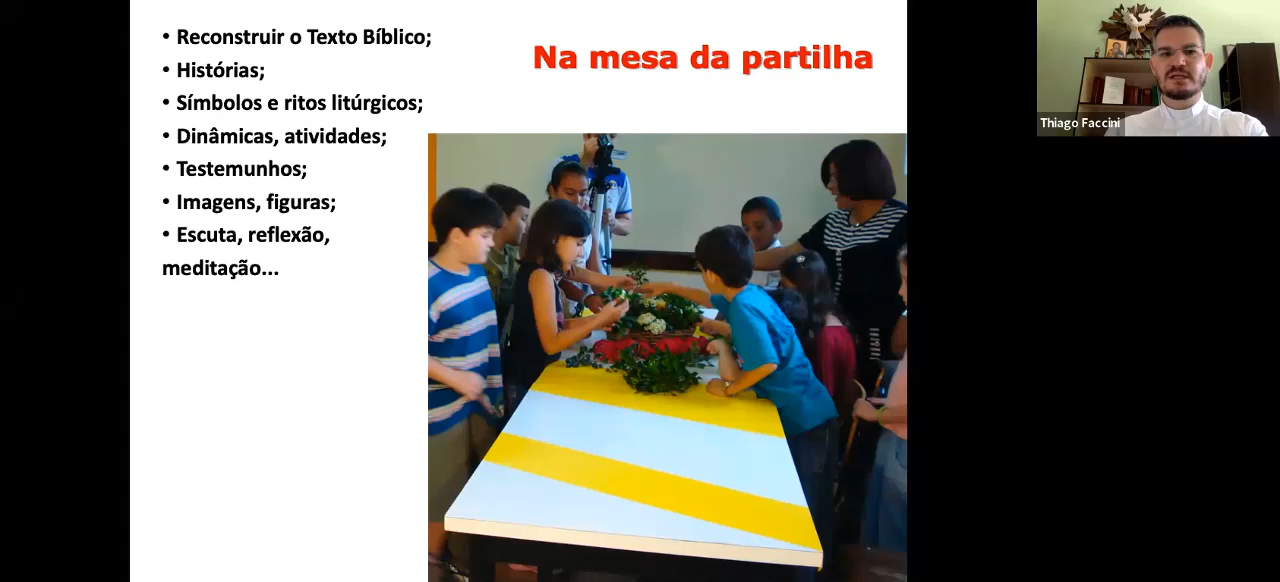 • Reconstruir o Texto Bíblico;
• Histórias;
• Símbolos e ritos litúrgicos;
• Dinâmicas, atividades;
• Testemunhos;
• Imagens, figuras;
• Escuta, reflexão,
meditação...
Na mesa da partilha
Thiago Faccini